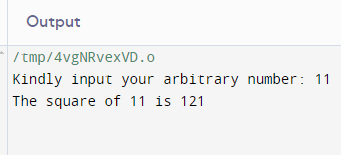 Output
/tmp/4vgNRvexVD.o
Kindly input your arbitrary number: 11
The square of 11 is 121